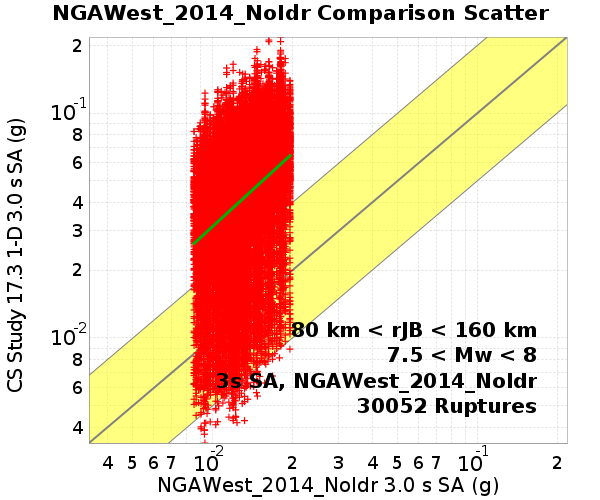 NGAWest_2014_NoIdr Comparison Scatter
CS Study 17.3 1-D 3.0 s SA (g)
2
10-1
8
6
4
3
2
10-2
8
6
4
80 km < rJB < 160 km
7.5 < Mw < 8
3s SA, NGAWest_2014_NoIdr
30052 Ruptures
4 5 6 7 10-2 2 3 4 5 6 7 10-1 2
NGAWest_2014_NoIdr 3.0 s SA (g)